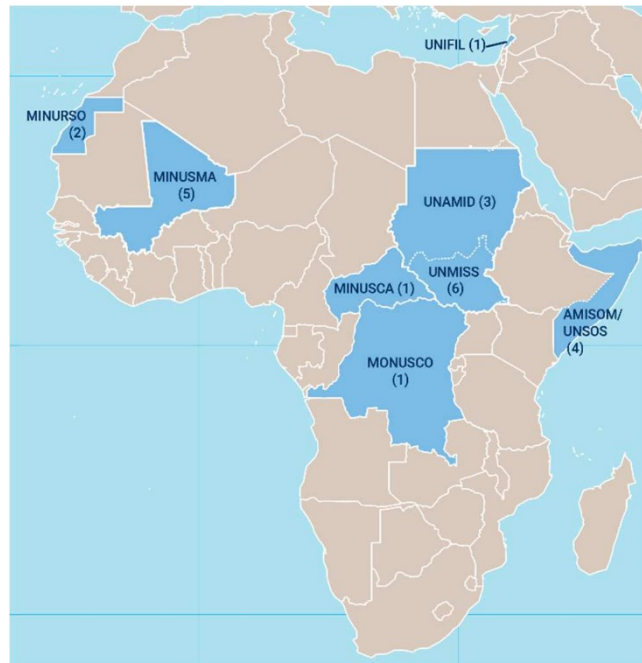 UNIFIL (1)
MINURSO
(2)
MINUSMA
(5)
UNAMID (3)
UNMISS
(6)
MINUSCA (1)
AMISOM/
UNSOS
(4)
MONUSCO
(1)